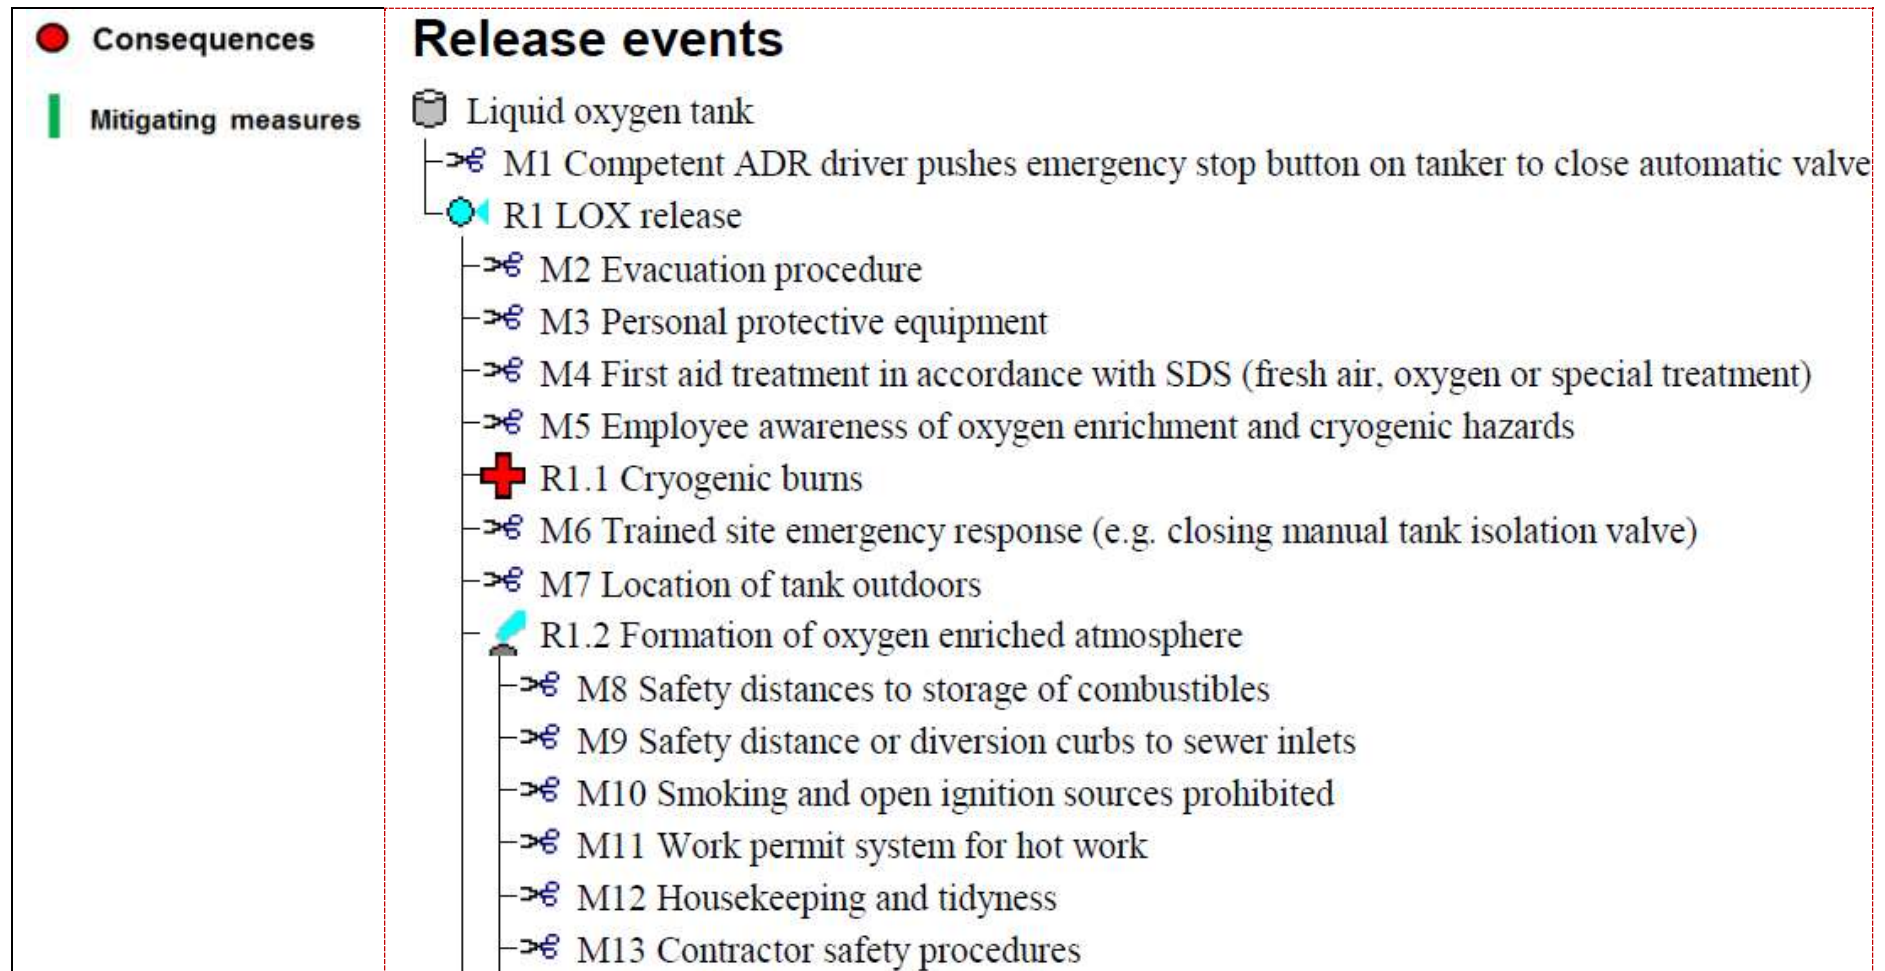 Consequences
Mitigating measures
Release events
Liquid oxygen tank
M1 Competent ADR driver pushes emergency stop button on tanker to close automatic valve
R1 LOX release
M2 Evacuation procedure
M3 Personal protective equipment
M4 First aid treatment in accordance with SDS (fresh air, oxygen or special treatment)
M5 Employee awareness of oxygen enrichment and cryogenic hazards
R1.1 Cryogenic burns
M6 Trained site emergency response (e.g. closing manual tank isolation valve)
M7 Location of tank outdoors
R1.2 Formation of oxygen enriched atmosphere
M8 Safety distances to storage of combustibles
M9 Safety distance or diversion curbs to sewer inlets
M10 Smoking and open ignition sources prohibited
M11 Work permit system for hot work
M12 Housekeeping and tidyness
M13 Contractor safety procedures